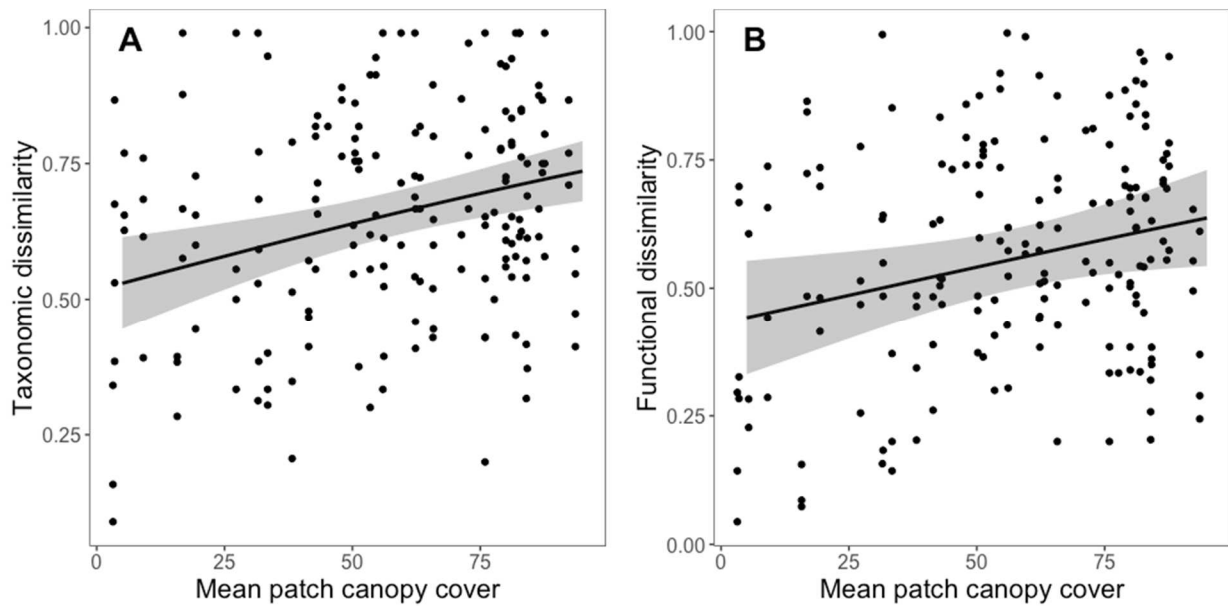 A
Taxonomic dissimilarity
1.00
0.75
0.50
0.25
0
25
50
75
Mean patch canopy cover
B
Functional dissimilarity
1.00
0.75
0.50
0.25
0.00
0
25
50
75
Mean patch canopy cover